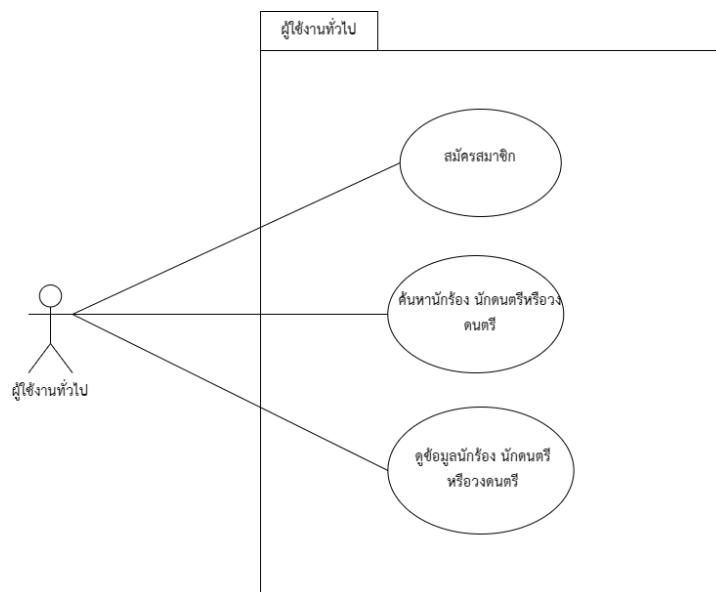 ผู้ใช้งานทั่วไป
สมัครสมาชิก
ค้นหานักร้อง นักดนตรีหรือวง
ดนตรี
ผู้ใช้งานทั่วไป
ดูข้อมูลนักร้อง นักดนตรี
หรือวงดนตรี